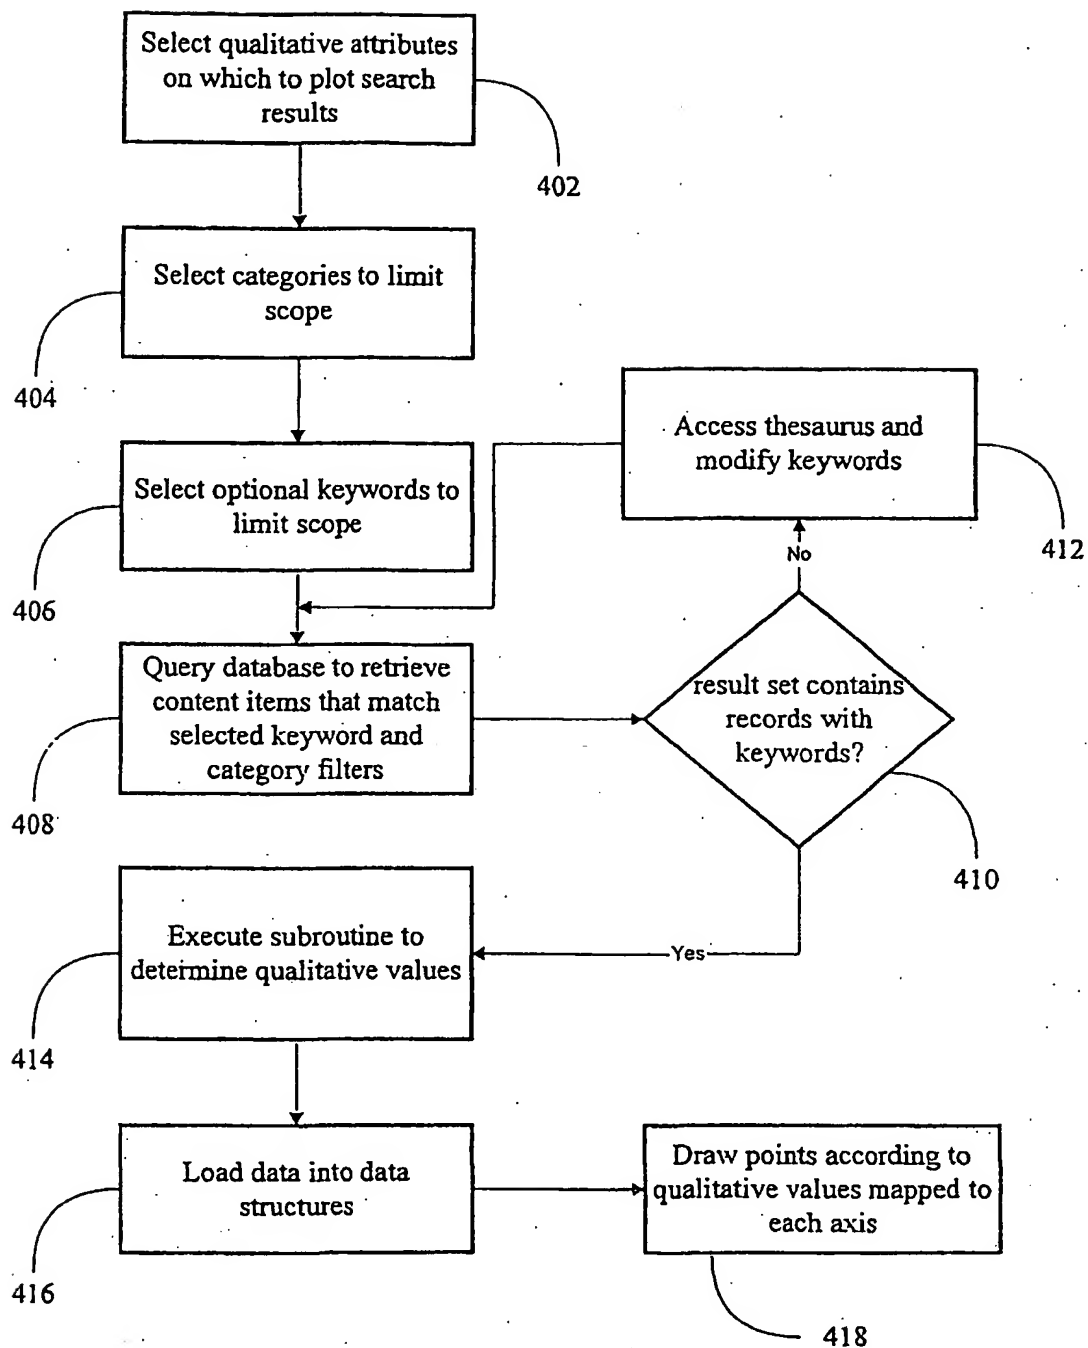 Select qualitative attributes
on which to plot search
results
402
Select categories to limit
scope
404
Select optional keywords to
limit scope
406
Access thesaurus and
modify keywords
412
No
Query database to retrieve
content items that match
selected keyword and
category filters
408
result set contains
records with
keywords?
410
Yes
Execute subroutine to
determine qualitative values
414
Load data into data
structures
416
Draw points according to
qualitative values mapped to
each axis
418